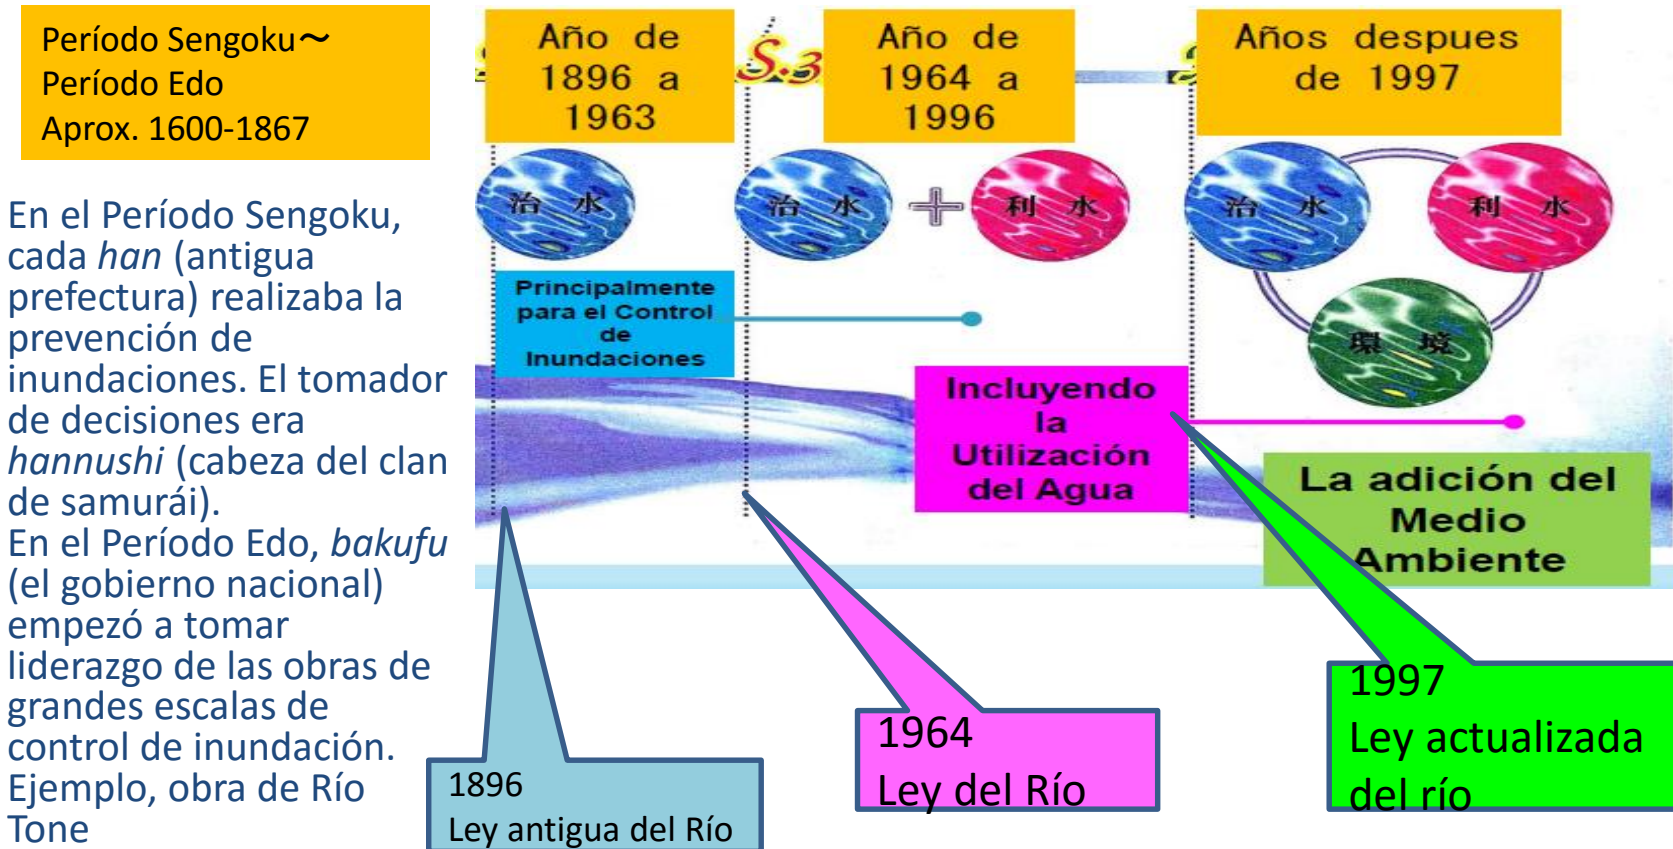 Período Sengoku～
Período Edo
Aprox. 1600-1867
En el Período Sengoku,
cada han (antigua
prefectura) realizaba la
prevención de
inundaciones. El tomador
de decisiones era
hannushi (cabeza del clan
de samurái).
En el Período Edo, bakufu
(el gobierno nacional)
empezó a tomar
liderazgo de las obras de
grandes escalas de
control de inundación.
Ejemplo, obra de Río
Tone
Año de
1896 a
1963
S.3
Año de
1964 a
1996
Años despues
de 1997
治水
治水
+
利水
治水
利水
環境
Principalmente
para el Control
de
Inundaciones
Incluyendo
la
Utilización
del Agua
La adición del
Medio
Ambiente
1896
Ley antigua del Río
1964
Ley del Río
1997
Ley actualizada
del río